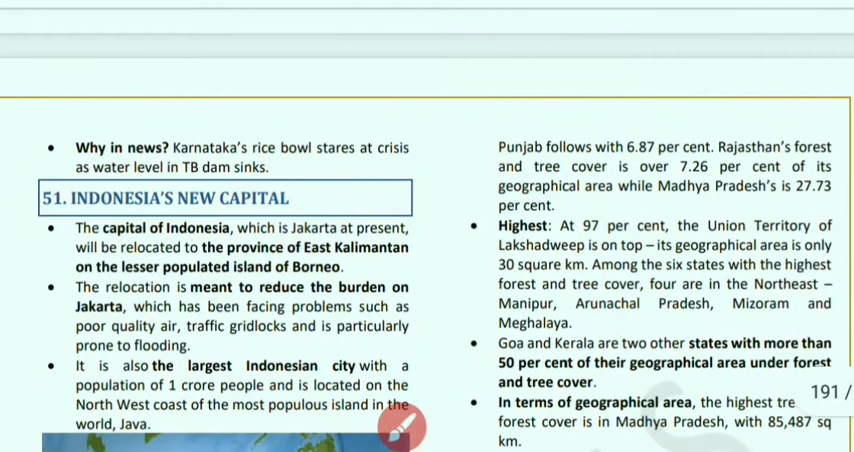 • Why in news? Karnataka's rice bowl stares at crisis
as water level in TB dam sinks.
51. INDONESIA'S NEW CAPITAL
• The capital of Indonesia, which is Jakarta at present,
will be relocated to the province of East Kalimantan
on the lesser populated island of Borneo.
• The relocation is meant to reduce the burden on
Jakarta, which has been facing problems such as
poor quality air, traffic gridlocks and is particularly
prone to flooding.
• It is also the largest Indonesian city with a
population of 1 crore people and is located on the
North West coast of the most populous island in the
world, Java.
Punjab follows with 6.87 per cent. Rajasthan's forest
and tree cover is over 7.26 per cent of its
geographical area while Madhya Pradesh's is 27.73
per cent.
• Highest: At 97 per cent, the Union Territory of
Lakshadweep is on top – its geographical area is only
30 square km. Among the six states with the highest
forest and tree cover, four are in the Northeast –
Manipur, Arunachal Pradesh, Mizoram and
Meghalaya.
• Goa and Kerala are two other states with more than
50 per cent of their geographical area under forest
and tree cover.
• In terms of geographical area, the highest tre
forest cover is in Madhya Pradesh, with 85,487 sq
km.
191 /